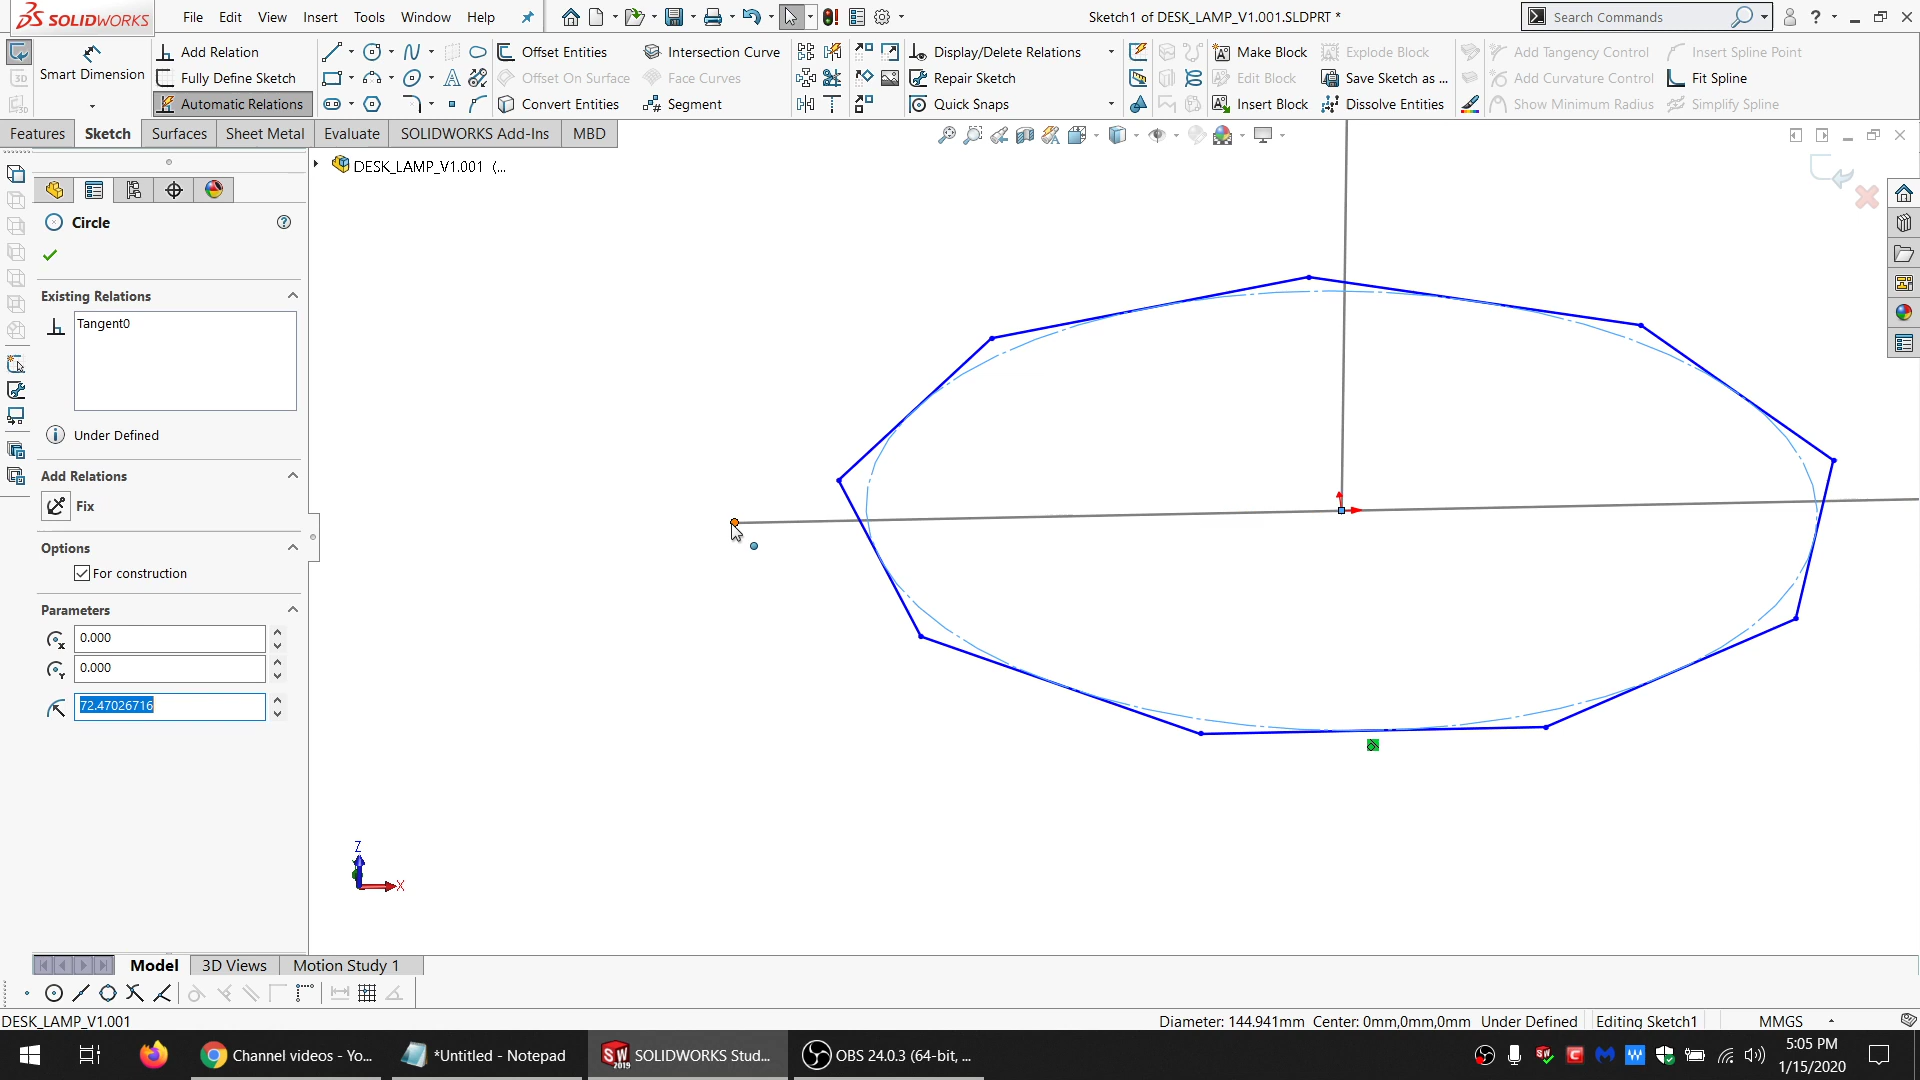 SOLIDWORKS File Edit View Insert Tools Window Help Sketch1 of DESK_LAMP_V1.001.SLDPRT * Search Commands ?
Smart Dimension
Add Relation
Fully Define Sketch
Automatic Relations
Offset Entities
Offset On Surface
Convert Entities
Intersection Curve
Face Curves
Segment
Display/Delete Relations
Repair Sketch
Quick Snaps
Make Block
Edit Block
Insert Block
Explode Block
Save Sketch as ...
Dissolve Entities
Add Tangency Control
Add Curvature Control
Show Minimum Radius
Insert Spline Point
Fit Spline
Simplify Spline
Features Sketch Surfaces Sheet Metal Evaluate SOLIDWORKS Add-Ins MBD
DESK_LAMP_V1.001 (...
Circle
Existing Relations
Tangent0
Under Defined
Add Relations
Fix
Options
For construction
Parameters
0.000
0.000
72.47026716
Z
X
Model 3D Views Motion Study 1
DESK_LAMP_V1.001 Diameter: 144.941mm Center: 0mm,0mm,0mm Under Defined Editing Sketch1 MMGS
Channel videos - Yo... *Untitled - Notepad SOLIDWORKS Stud... OBS 24.0.3 (64-bit, ...
5:05 PM
1/15/2020